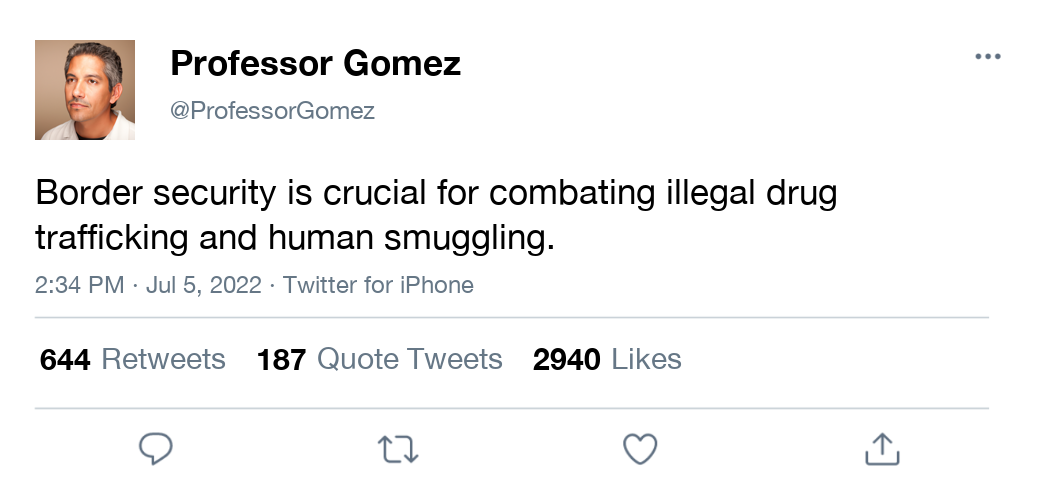 Professor Gomez
@ProfessorGomez
Border security is crucial for combating illegal drug
trafficking and human smuggling.
2:34 PM · Jul 5, 2022 · Twitter for iPhone
644 Retweets 187 Quote Tweets 2940 Likes